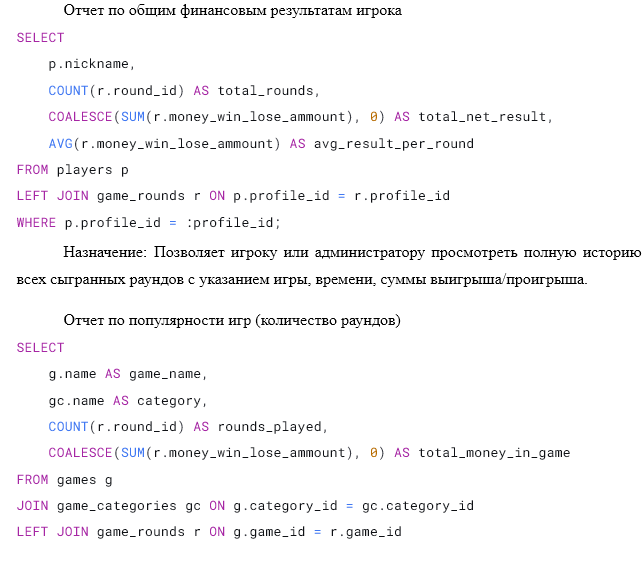 Отчет по общим финансовым результатам игрока
SELECT
    p.nickname,
    COUNT(r.round_id) AS total_rounds,
    COALESCE(SUM(r.money_win_lose_ammount), 0) AS total_net_result,
    AVG(r.money_win_lose_ammount) AS avg_result_per_round
FROM players p
LEFT JOIN game_rounds r ON p.profile_id = r.profile_id
WHERE p.profile_id = :profile_id;
Назначение: Позволяет игроку или администратору просмотреть полную историю
всех сыгранных раундов с указанием игры, времени, суммы выигрыша/проигрыша.
Отчет по популярности игр (количество раундов)
SELECT
    g.name AS game_name,
    gc.name AS category,
    COUNT(r.round_id) AS rounds_played,
    COALESCE(SUM(r.money_win_lose_ammount), 0) AS total_money_in_game
FROM games g
JOIN game_categories gc ON g.category_id = gc.category_id
LEFT JOIN game_rounds r ON g.game_id = r.game_id